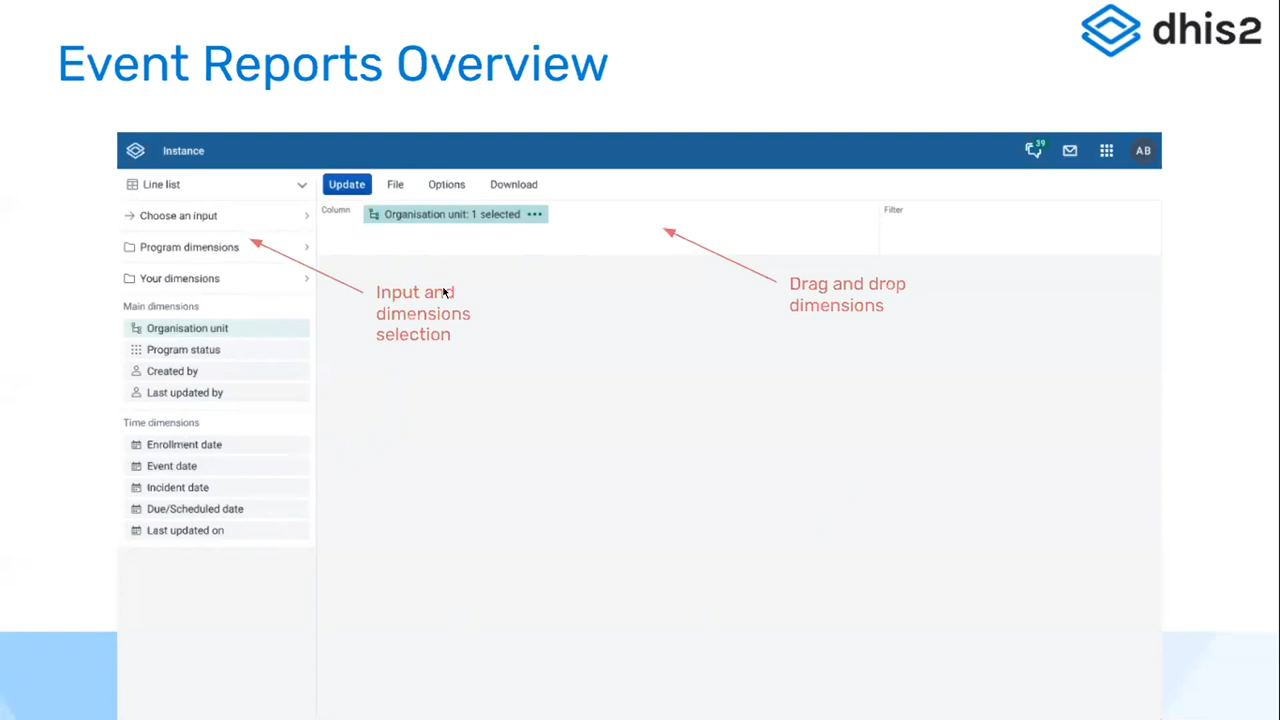 dhis2
Event Reports Overview
Instance
39
AB
Line list
Update
File
Options
Download
Choose an input
Column
Organisation unit: 1 selected
Filter
Program dimensions
Your dimensions
Input and
dimensions
selection
Drag and drop
dimensions
Main dimensions
Organisation unit
Program status
Created by
Last updated by
Time dimensions
Enrollment date
Event date
Incident date
Due/Scheduled date
Last updated on